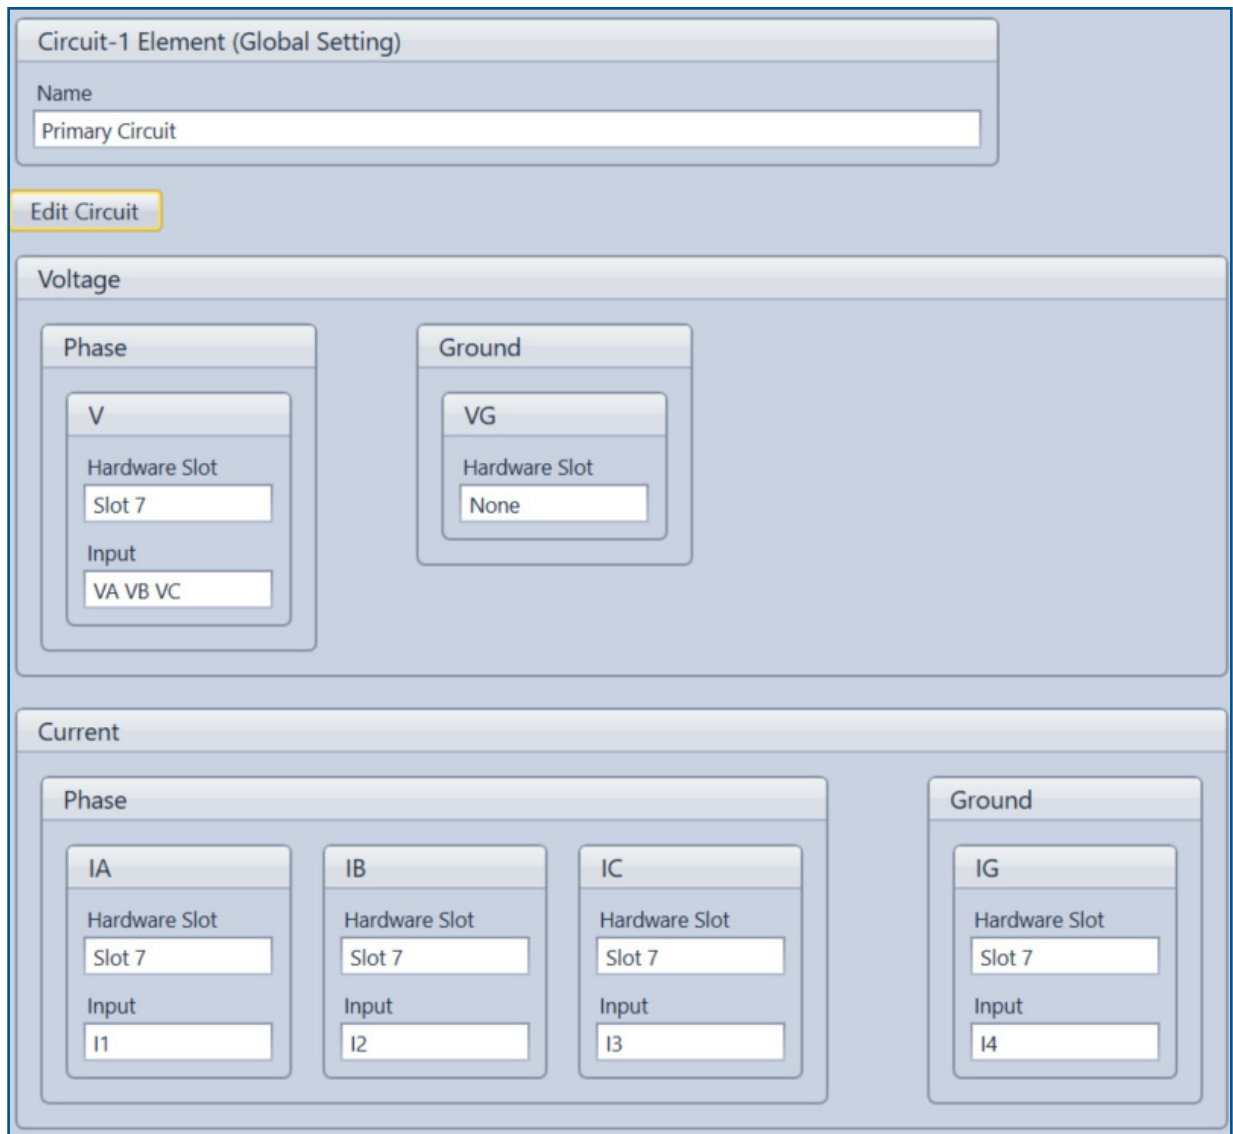 Circuit-1 Element (Global Setting)
Name
Primary Circuit
Edit Circuit
Voltage
Phase
Ground
V
VG
Hardware Slot
Hardware Slot
Slot 7
None
Input
VA VB VC
Current
Phase
Ground
IA
IB
IC
IG
Hardware Slot
Hardware Slot
Hardware Slot
Hardware Slot
Slot 7
Slot 7
Slot 7
Slot 7
Input
Input
Input
Input
I1
I2
I3
I4